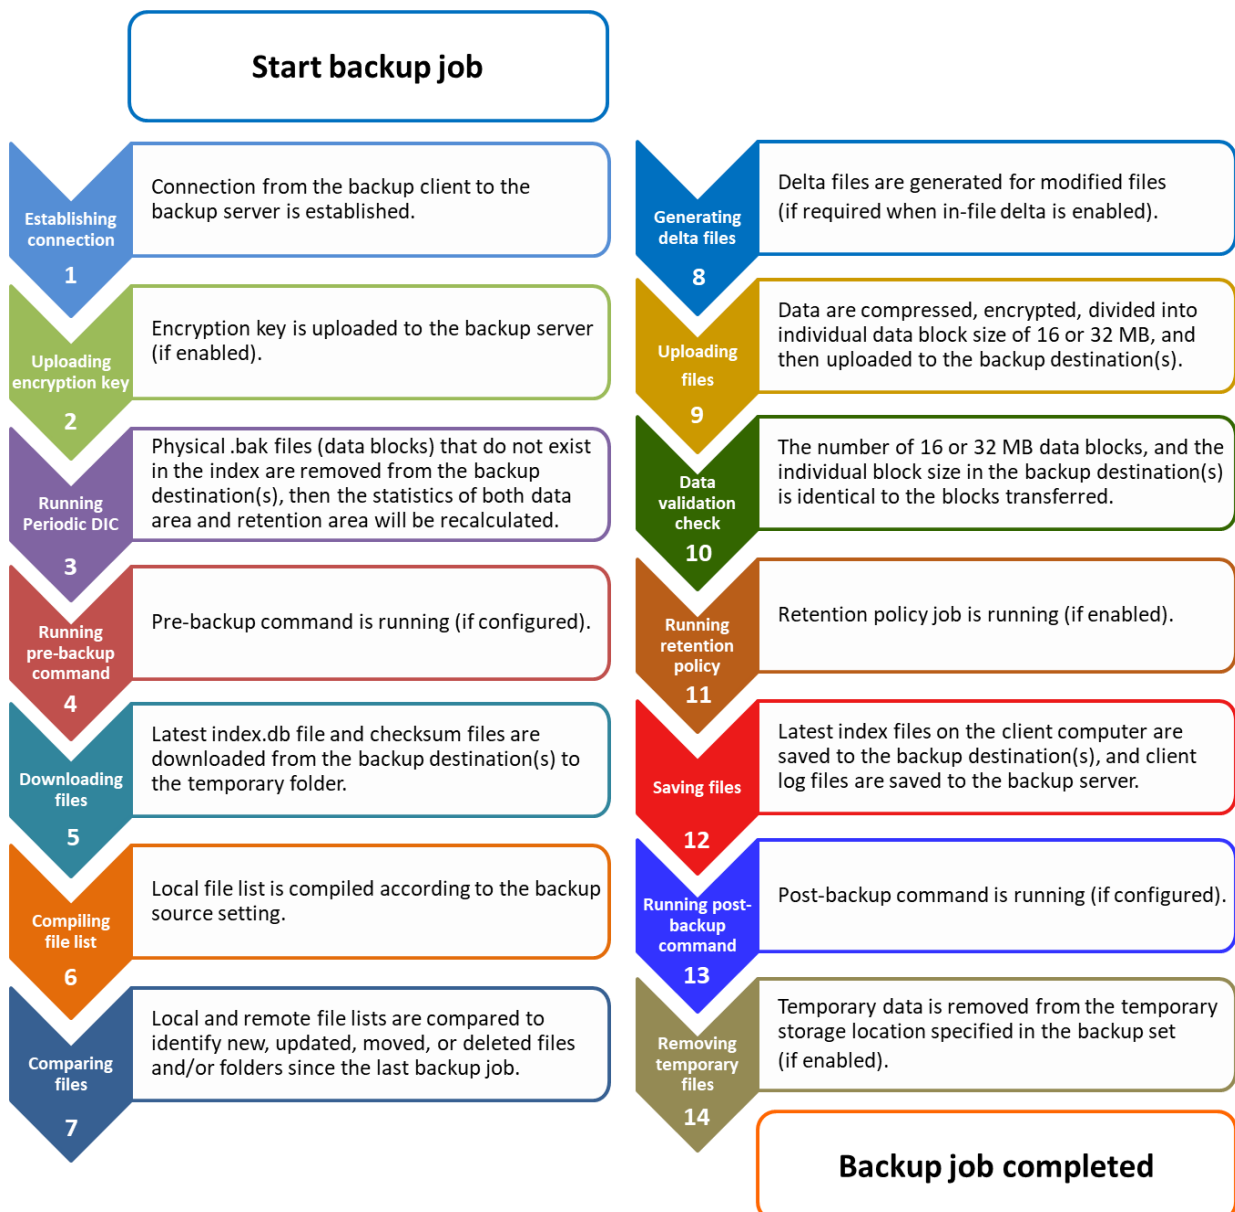 Start backup job
Establishing
connection
1
Connection from the backup client to the
backup server is established.
Uploading
encryption key
2
Encryption key is uploaded to the backup server
(if enabled).
Running
Periodic DIC
3
Physical .bak files (data blocks) that do not exist
in the index are removed from the backup
destination(s), then the statistics of both data
area and retention area will be recalculated.
Running
pre-backup
command
4
Pre-backup command is running (if configured).
Downloading
files
5
Latest index.db file and checksum files are
downloaded from the backup destination(s) to
the temporary folder.
Compiling
file list
6
Local file list is compiled according to the backup
source setting.
Comparing
files
7
Local and remote file lists are compared to
identify new, updated, moved, or deleted files
and/or folders since the last backup job.
Generating
delta files
8
Delta files are generated for modified files
(if required when in-file delta is enabled).
Uploading
files
9
Data are compressed, encrypted, divided into
individual data block size of 16 or 32 MB, and
then uploaded to the backup destination(s).
Data
validation
check
10
The number of 16 or 32 MB data blocks, and the
individual block size in the backup destination(s)
is identical to the blocks transferred.
Running
retention
policy
11
Retention policy job is running (if enabled).
Saving files
12
Latest index files on the client computer are
saved to the backup destination(s), and client
log files are saved to the backup server.
Running post-
backup
command
13
Post-backup command is running (if configured).
Removing
temporary
files
14
Temporary data is removed from the temporary
storage location specified in the backup set
(if enabled).
Backup job completed